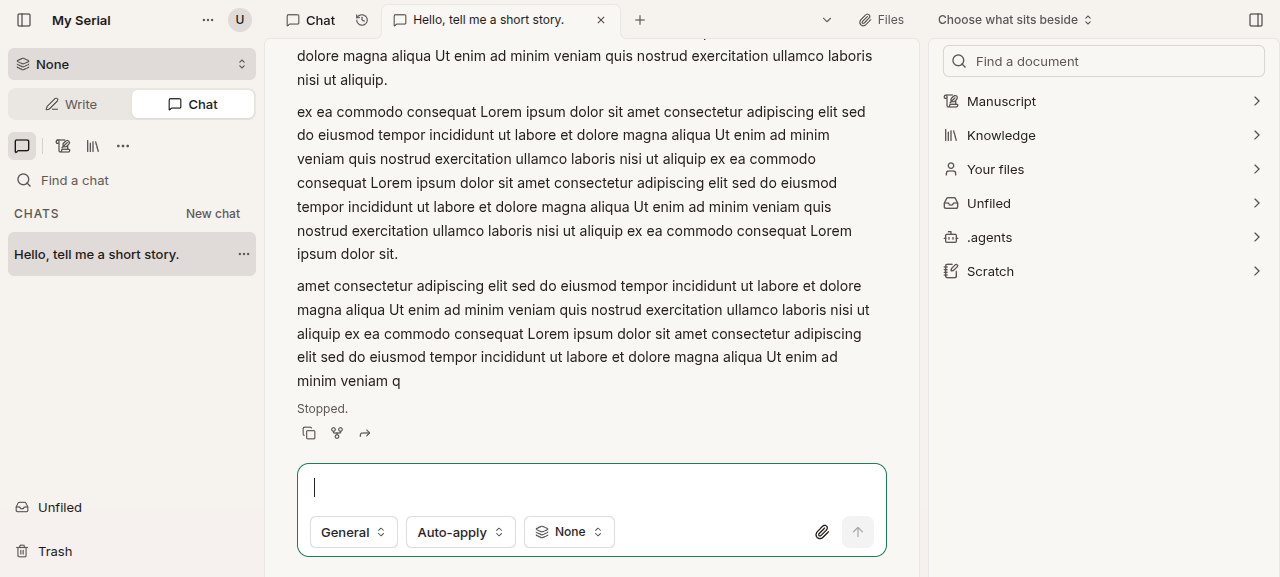 My Serial
U
Chat
Hello, tell me a short story.
Files
Choose what sits beside
None
Write
Chat
Find a chat
CHATS
New chat
Hello, tell me a short story.
Unfiled
Trash
dolore magna aliqua Ut enim ad minim veniam quis nostrud exercitation ullamco laboris
nisi ut aliquip.
ex ea commodo consequat Lorem ipsum dolor sit amet consectetur adipiscing elit sed
do eiusmod tempor incididunt ut labore et dolore magna aliqua Ut enim ad minim
veniam quis nostrud exercitation ullamco laboris nisi ut aliquip ex ea commodo
consequat Lorem ipsum dolor sit amet consectetur adipiscing elit sed do eiusmod
tempor incididunt ut labore et dolore magna aliqua Ut enim ad minim veniam quis
nostrud exercitation ullamco laboris nisi ut aliquip ex ea commodo consequat Lorem
ipsum dolor sit.
amet consectetur adipiscing elit sed do eiusmod tempor incididunt ut labore et dolore
magna aliqua Ut enim ad minim veniam quis nostrud exercitation ullamco laboris nisi ut
aliquip ex ea commodo consequat Lorem ipsum dolor sit amet consectetur adipiscing
elit sed do eiusmod tempor incididunt ut labore et dolore magna aliqua Ut enim ad
minim veniam q
Stopped.
General
Auto-apply
None
Find a document
Manuscript
Knowledge
Your files
Unfiled
.agents
Scratch